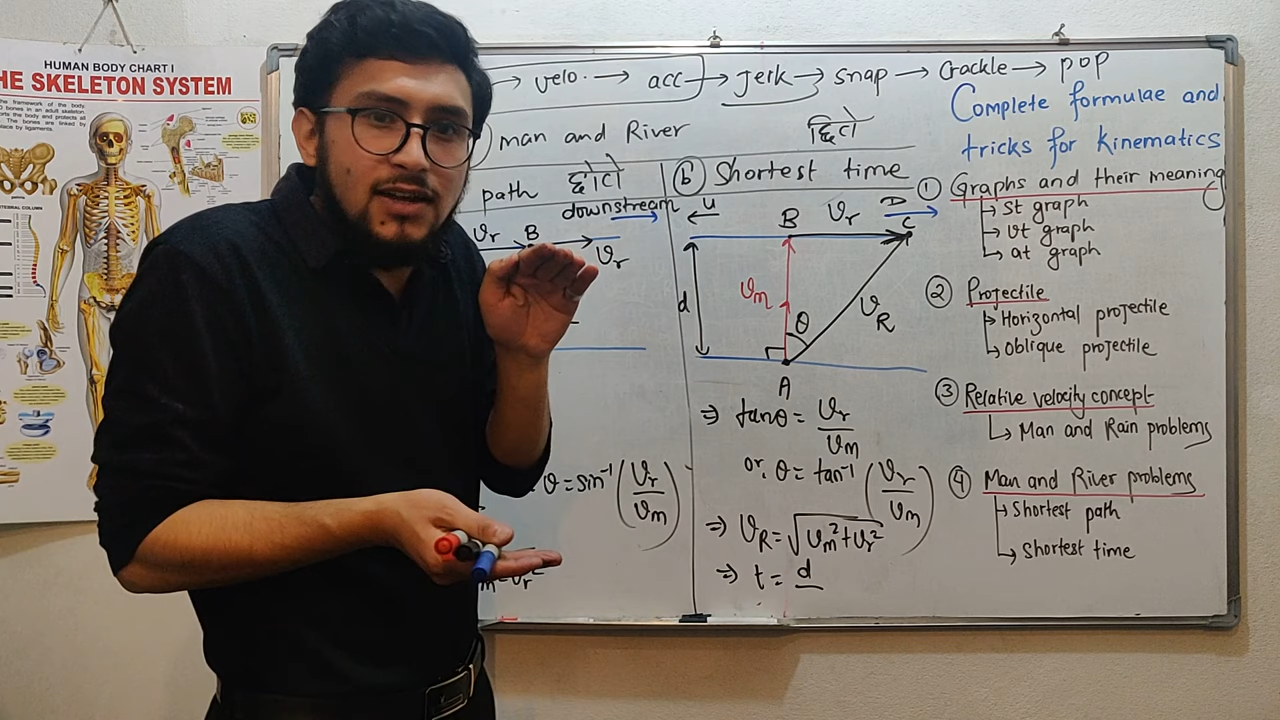 HUMAN BODY CHART I
HE SKELETON SYSTEM
→ velo. → acc → Jerk → snap → Crackle → pop
) man and River
छिटो
Complete formulae and
tricks for Kinematics
path छोटो
downstream
Vr B Vr
θ = sin⁻¹(Vr/Vm)
(b) Shortest time
u B Vr D C
d Vm θ VR
A
⇒ tanθ = Vr/Vm
or, θ = tan⁻¹(Vr/Vm)
⇒ VR = √Vm²+Vr²
⇒ t = d
① Graphs and their meaning
st graph
vt graph
at graph
② Projectile
Horizontal projectile
Oblique projectile
③ Relative velocity concept
Man and Rain problems
④ Man and River problems
Shortest path
Shortest time